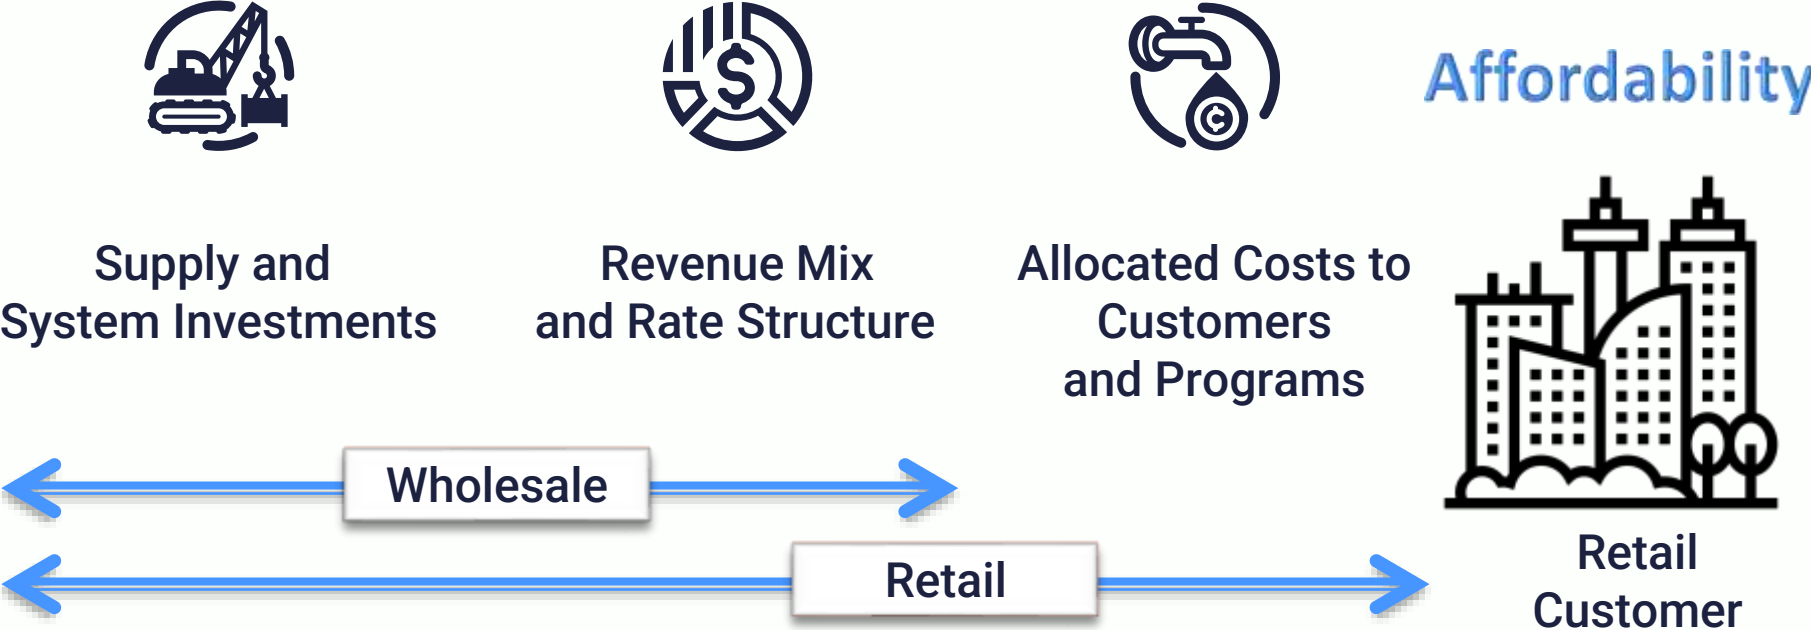 Affordability
Supply and
System Investments
Revenue Mix
and Rate Structure
Allocated Costs to
Customers
and Programs
Wholesale
Retail
Retail
Customer